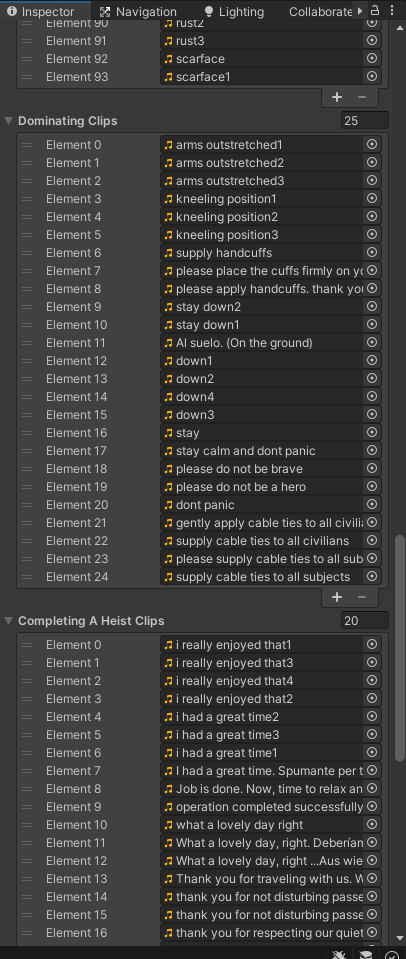 Inspector Navigation Lighting Collaborate
Element 90 rust2
Element 91 rust3
Element 92 scarface
Element 93 scarface1
+ −
Dominating Clips 25
Element 0 arms outstretched1
Element 1 arms outstretched2
Element 2 arms outstretched3
Element 3 kneeling position1
Element 4 kneeling position2
Element 5 kneeling position3
Element 6 supply handcuffs
Element 7 please place the cuffs firmly on yo
Element 8 please apply handcuffs. thank you
Element 9 stay down2
Element 10 stay down1
Element 11 Al suelo. (On the ground)
Element 12 down1
Element 13 down2
Element 14 down4
Element 15 down3
Element 16 stay
Element 17 stay calm and dont panic
Element 18 please do not be brave
Element 19 please do not be a hero
Element 20 dont panic
Element 21 gently apply cable ties to all civili
Element 22 supply cable ties to all civilians
Element 23 please supply cable ties to all sub
Element 24 supply cable ties to all subjects
+ −
Completing A Heist Clips 20
Element 0 i really enjoyed that1
Element 1 i really enjoyed that3
Element 2 i really enjoyed that4
Element 3 i really enjoyed that2
Element 4 i had a great time2
Element 5 i had a great time3
Element 6 i had a great time1
Element 7 I had a great time. Spumante per t
Element 8 Job is done. Now, time to relax an
Element 9 operation completed successfully
Element 10 what a lovely day right
Element 11 What a lovely day, right. Deberían
Element 12 What a lovely day, right ...Aus wie
Element 13 Thank you for traveling with us. W
Element 14 thank you for not disturbing passe
Element 15 thank you for not disturbing passe
Element 16 thank you for respecting our quiet